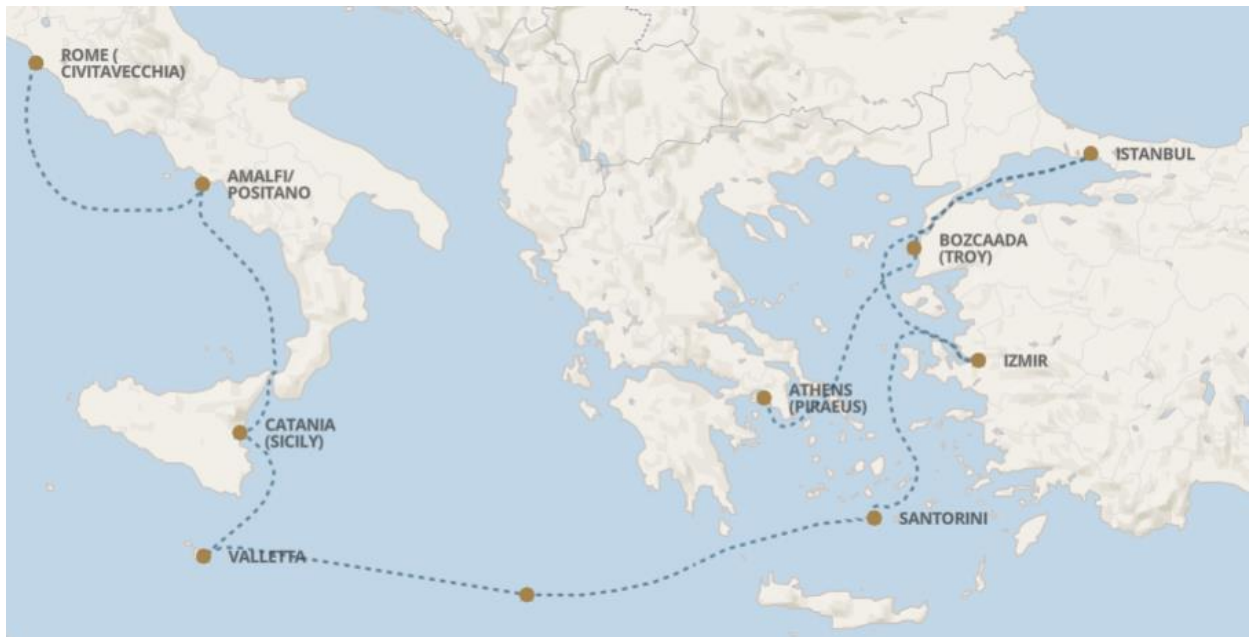 ROME (
CIVITAVECCHIA)
AMALFI/
POSITANO
ISTANBUL
BOZCAADA
(TROY)
IZMIR
ATHENS
(PIRAEUS)
CATANIA
(SICILY)
SANTORINI
VALLETTA